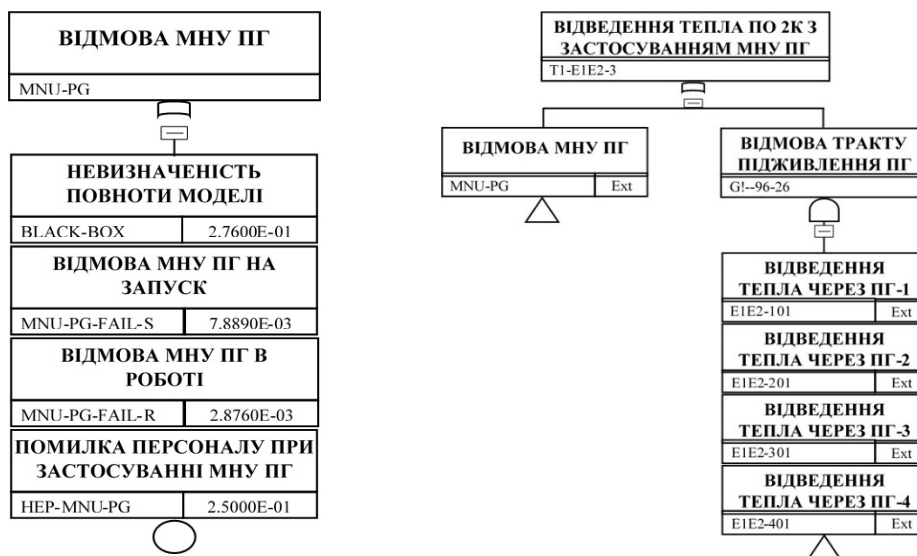 ВІДМОВА МНУ ПГ
MNU-PG
НЕВИЗНАЧЕНІСТЬ
ПОВНОТИ МОДЕЛІ
BLACK-BOX 2.7600E-01
ВІДМОВА МНУ ПГ НА
ЗАПУСК
MNU-PG-FAIL-S 7.8890E-03
ВІДМОВА МНУ ПГ В
РОБОТІ
MNU-PG-FAIL-R 2.8760E-03
ПОМИЛКА ПЕРСОНАЛУ ПРИ
ЗАСТОСУВАННІ МНУ ПГ
HEP-MNU-PG 2.5000E-01
ВІДВЕДЕННЯ ТЕПЛА ПО 2К З
ЗАСТОСУВАННЯМ МНУ ПГ
T1-E1E2-3
ВІДМОВА МНУ ПГ
MNU-PG Ext
ВІДМОВА ТРАКТУ
ПІДЖИВЛЕННЯ ПГ
G!--96-26
ВІДВЕДЕННЯ
ТЕПЛА ЧЕРЕЗ ПГ-1
E1E2-101 Ext
ВІДВЕДЕННЯ
ТЕПЛА ЧЕРЕЗ ПГ-2
E1E2-201 Ext
ВІДВЕДЕННЯ
ТЕПЛА ЧЕРЕЗ ПГ-3
E1E2-301 Ext
ВІДВЕДЕННЯ
ТЕПЛА ЧЕРЕЗ ПГ-4
E1E2-401 Ext